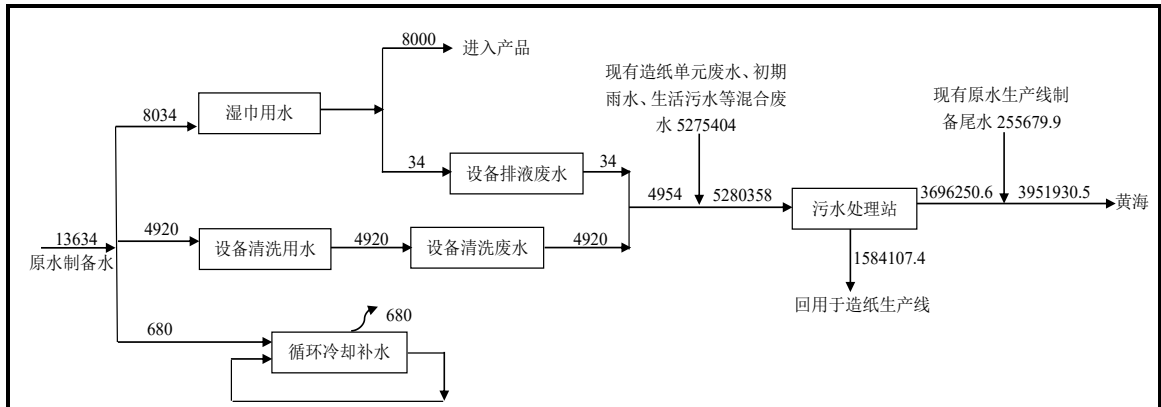 8000
进入产品
现有造纸单元废水、初期
雨水、生活污水等混合废
水 5275404
现有原水生产线制
备尾水 255679.9
8034
湿巾用水
34
设备排液废水
34
4954
5280358
污水处理站
3696250.6
3951930.5
黄海
13634
原水制备水
4920
设备清洗用水
4920
设备清洗废水
4920
1584107.4
回用于造纸生产线
680
680
循环冷却补水